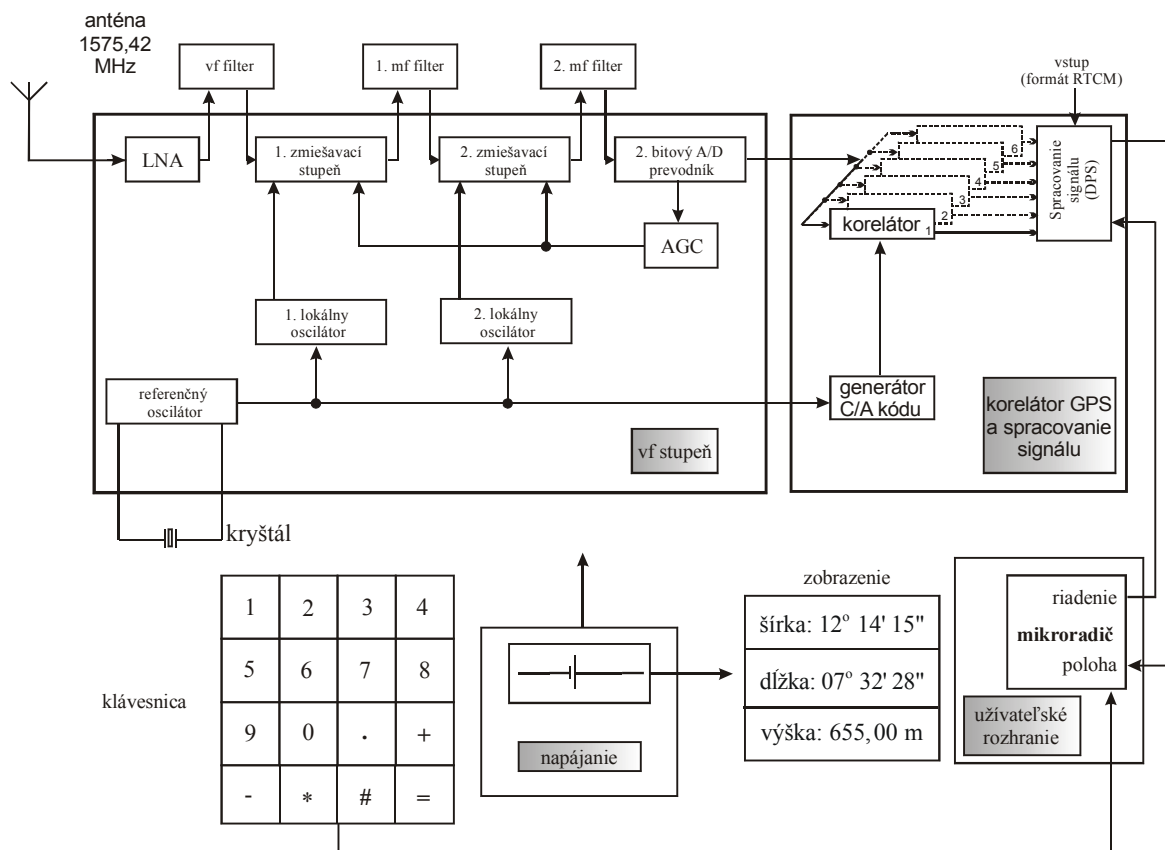 anténa
1575,42
MHz
vf filter
1. mf filter
2. mf filter
vstup
(formát RTCM)
LNA
1. zmiešavací
stupeň
2. zmiešavací
stupeň
2. bitový A/D
prevodník
AGC
6
5
4
3
2
korelátor
1
Spracovanie
signálu
(DPS)
1. lokálny
oscilátor
2. lokálny
oscilátor
referenčný
oscilátor
generátor
C/A kódu
korelátor GPS
a spracovanie
signálu
vf stupeň
kryštál
klávesnica
1 2 3 4
5 6 7 8
9 0 . +
- * # =
napájanie
zobrazenie
šírka: 12° 14' 15"
dĺžka: 07° 32' 28"
výška: 655,00 m
riadenie
mikroradič
poloha
užívateľské
rozhranie